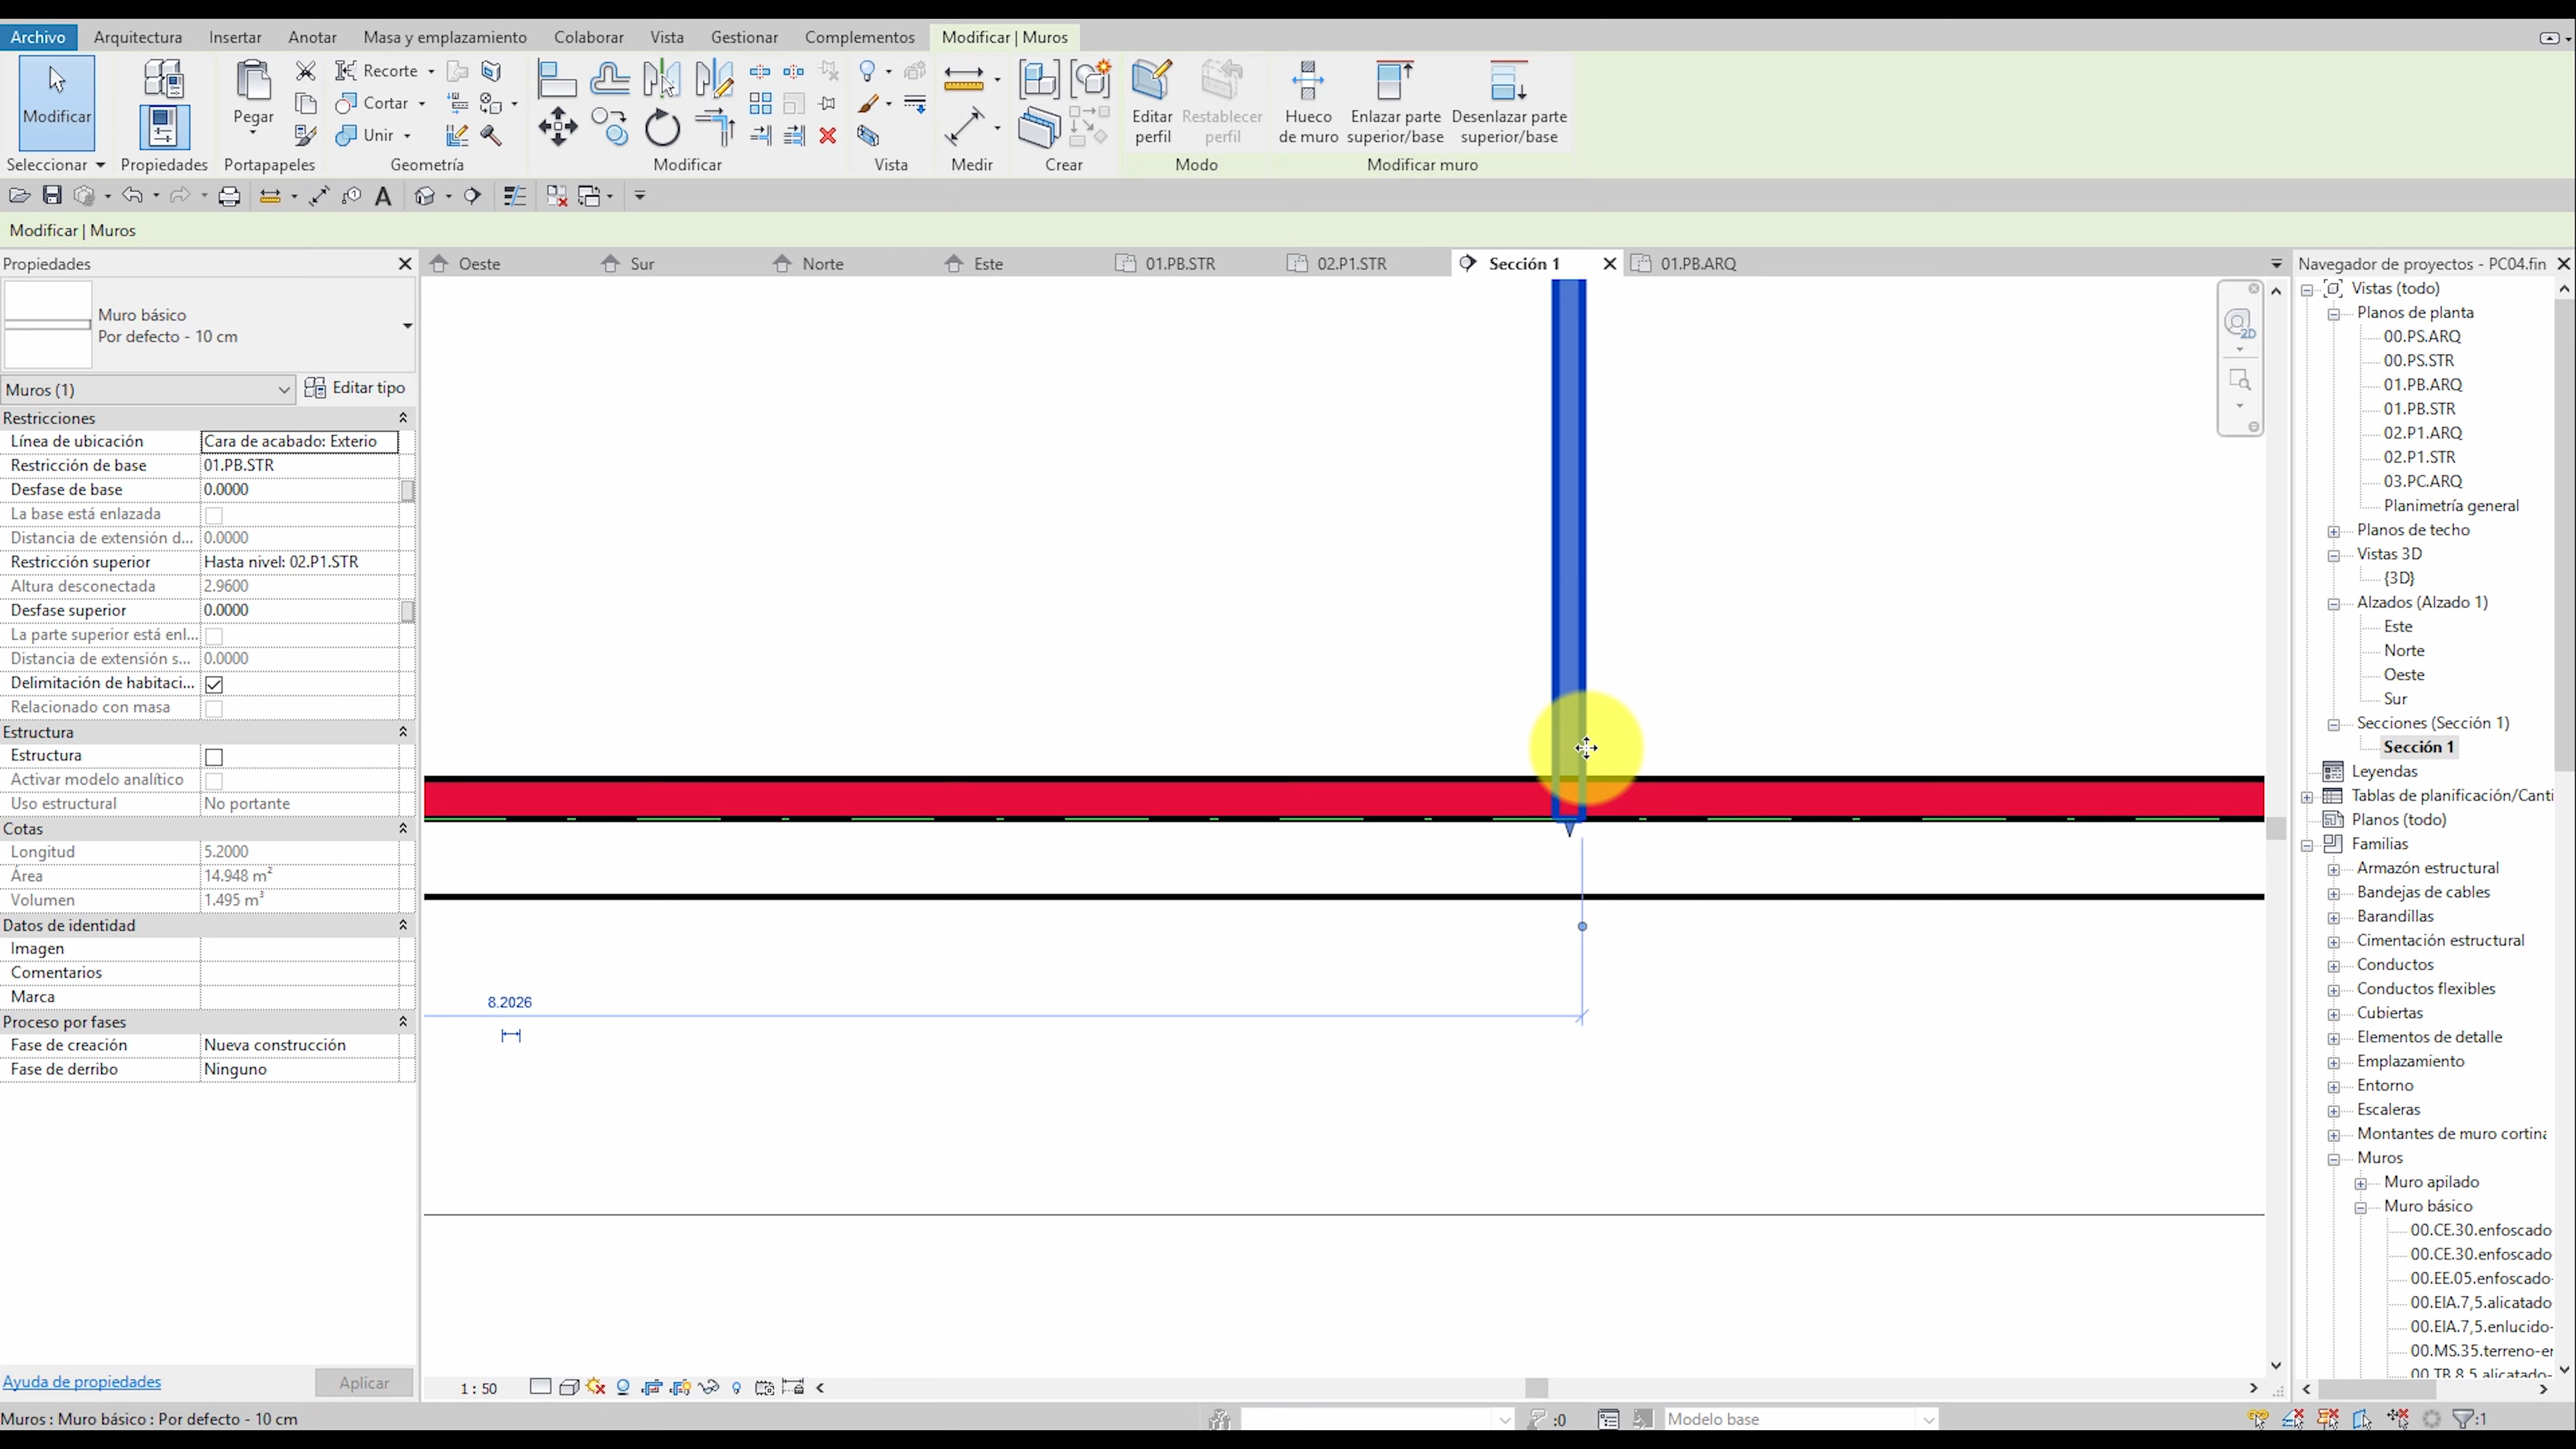 Archivo Arquitectura Insertar Anotar Masa y emplazamiento Colaborar Vista Gestionar Complementos Modificar | Muros
Modificar
Pegar
Recorte
Cortar
Unir
Editar perfil
Restablecer perfil
Hueco de muro
Enlazar parte superior/base
Desenlazar parte superior/base
Seleccionar Propiedades Portapapeles Geometría Modificar Vista Medir Crear Modo Modificar muro
Modificar | Muros
Propiedades
Oeste Sur Norte Este 01.PB.STR 02.P1.STR Sección 1 01.PB.ARQ
Muro básico
Por defecto - 10 cm
Muros (1) Editar tipo
Restricciones
Línea de ubicación Cara de acabado: Exterio
Restricción de base 01.PB.STR
Desfase de base 0.0000
La base está enlazada
Distancia de extensión d... 0.0000
Restricción superior Hasta nivel: 02.P1.STR
Altura desconectada 2.9600
Desfase superior 0.0000
La parte superior está enl...
Distancia de extensión s... 0.0000
Delimitación de habitaci...
Relacionado con masa
Estructura
Estructura
Activar modelo analítico
Uso estructural No portante
Cotas
Longitud 5.2000
Área 14.948 m²
Volumen 1.495 m³
Datos de identidad
Imagen
Comentarios
Marca
Proceso por fases
Fase de creación Nueva construcción
Fase de derribo Ninguno
Ayuda de propiedades Aplicar
2D
8.2026
1 : 50
Navegador de proyectos - PC04.fin
Vistas (todo)
Planos de planta
00.PS.ARQ
00.PS.STR
01.PB.ARQ
01.PB.STR
02.P1.ARQ
02.P1.STR
03.PC.ARQ
Planimetría general
Planos de techo
Vistas 3D
{3D}
Alzados (Alzado 1)
Este
Norte
Oeste
Sur
Secciones (Sección 1)
Sección 1
Leyendas
Tablas de planificación/Canti
Planos (todo)
Familias
Armazón estructural
Bandejas de cables
Barandillas
Cimentación estructural
Conductos
Conductos flexibles
Cubiertas
Elementos de detalle
Emplazamiento
Entorno
Escaleras
Montantes de muro cortina
Muros
Muro apilado
Muro básico
00.CE.30.enfoscado
00.CE.30.enfoscado
00.EE.05.enfoscado-
00.EIA.7,5.alicatado
00.EIA.7,5.enlucido-
00.MS.35.terreno-er
00.TB.8,5.alicatado-
Muros : Muro básico : Por defecto - 10 cm
:0
Modelo base
:1